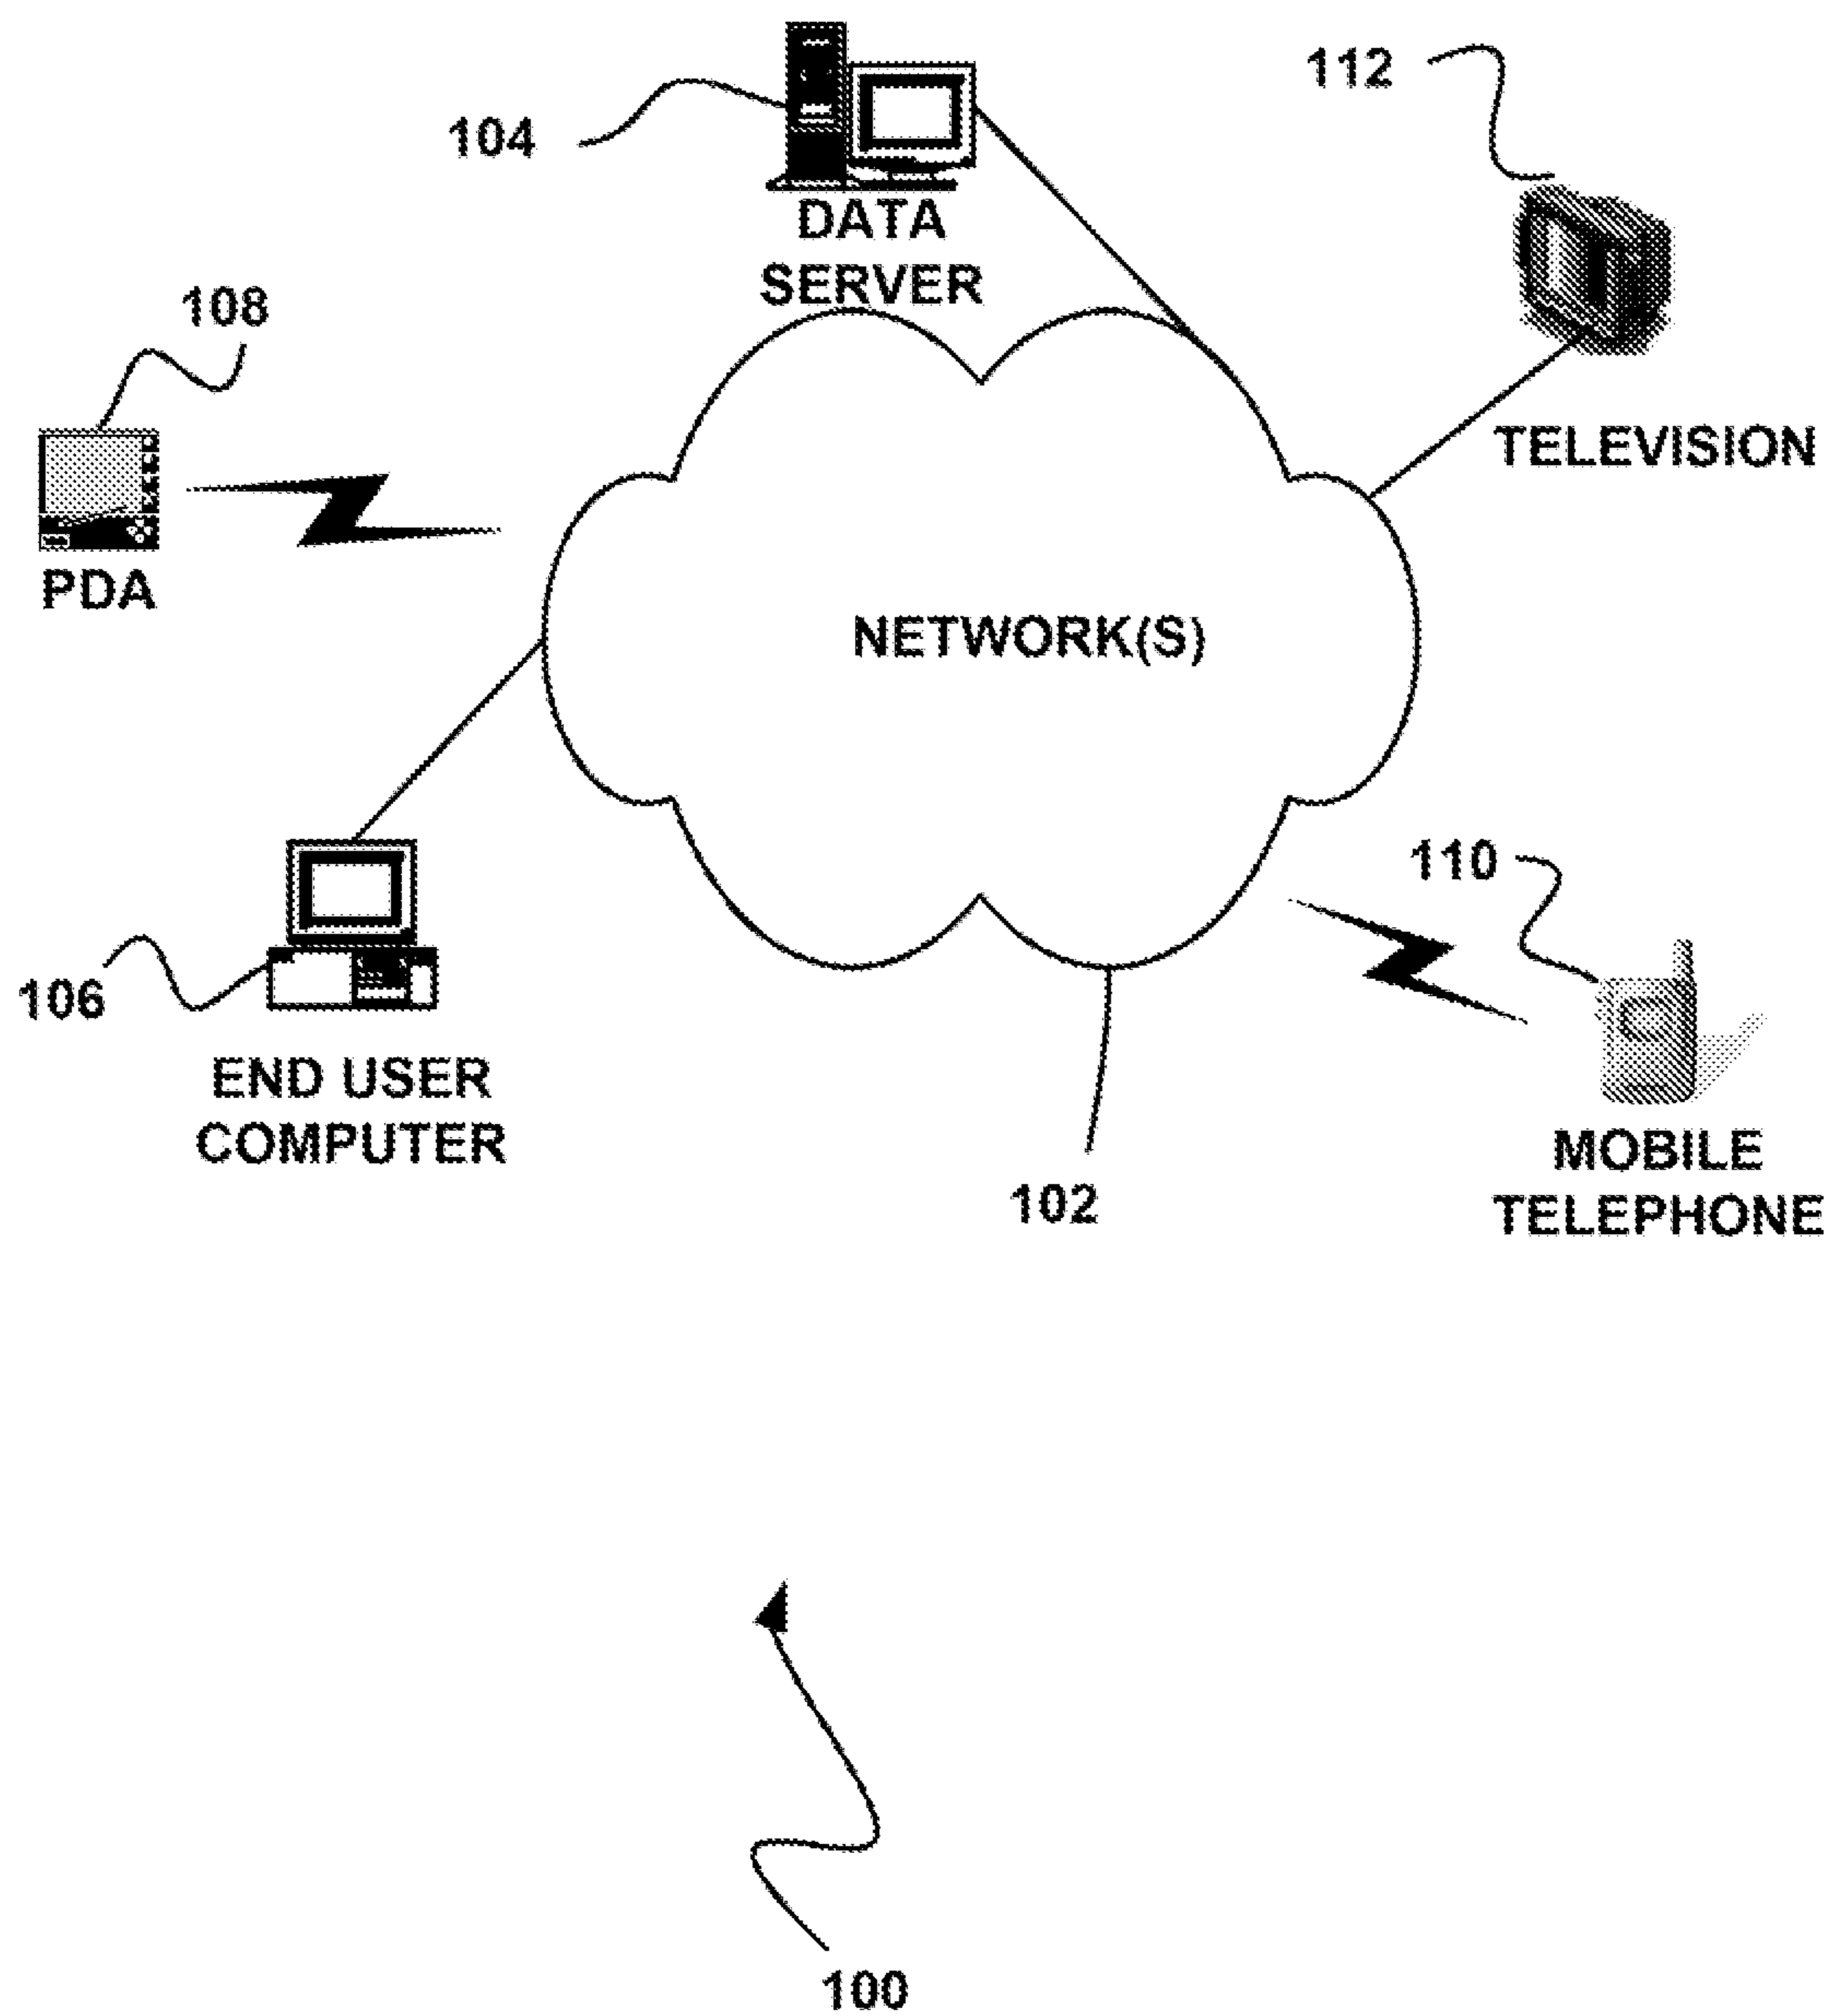 112
104
DATA
SERVER
108
TELEVISION
PDA
NETWORK(S)
110
106
END USER
COMPUTER
MOBILE
TELEPHONE
102
100